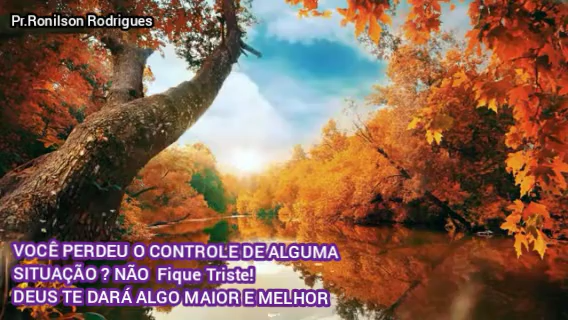 Pr.Ronilson Rodrigues
VOCÊ PERDEU O CONTROLE DE ALGUMA
SITUAÇÃO ? NÃO Fique Triste!
DEUS TE DARÁ ALGO MAIOR E MELHOR